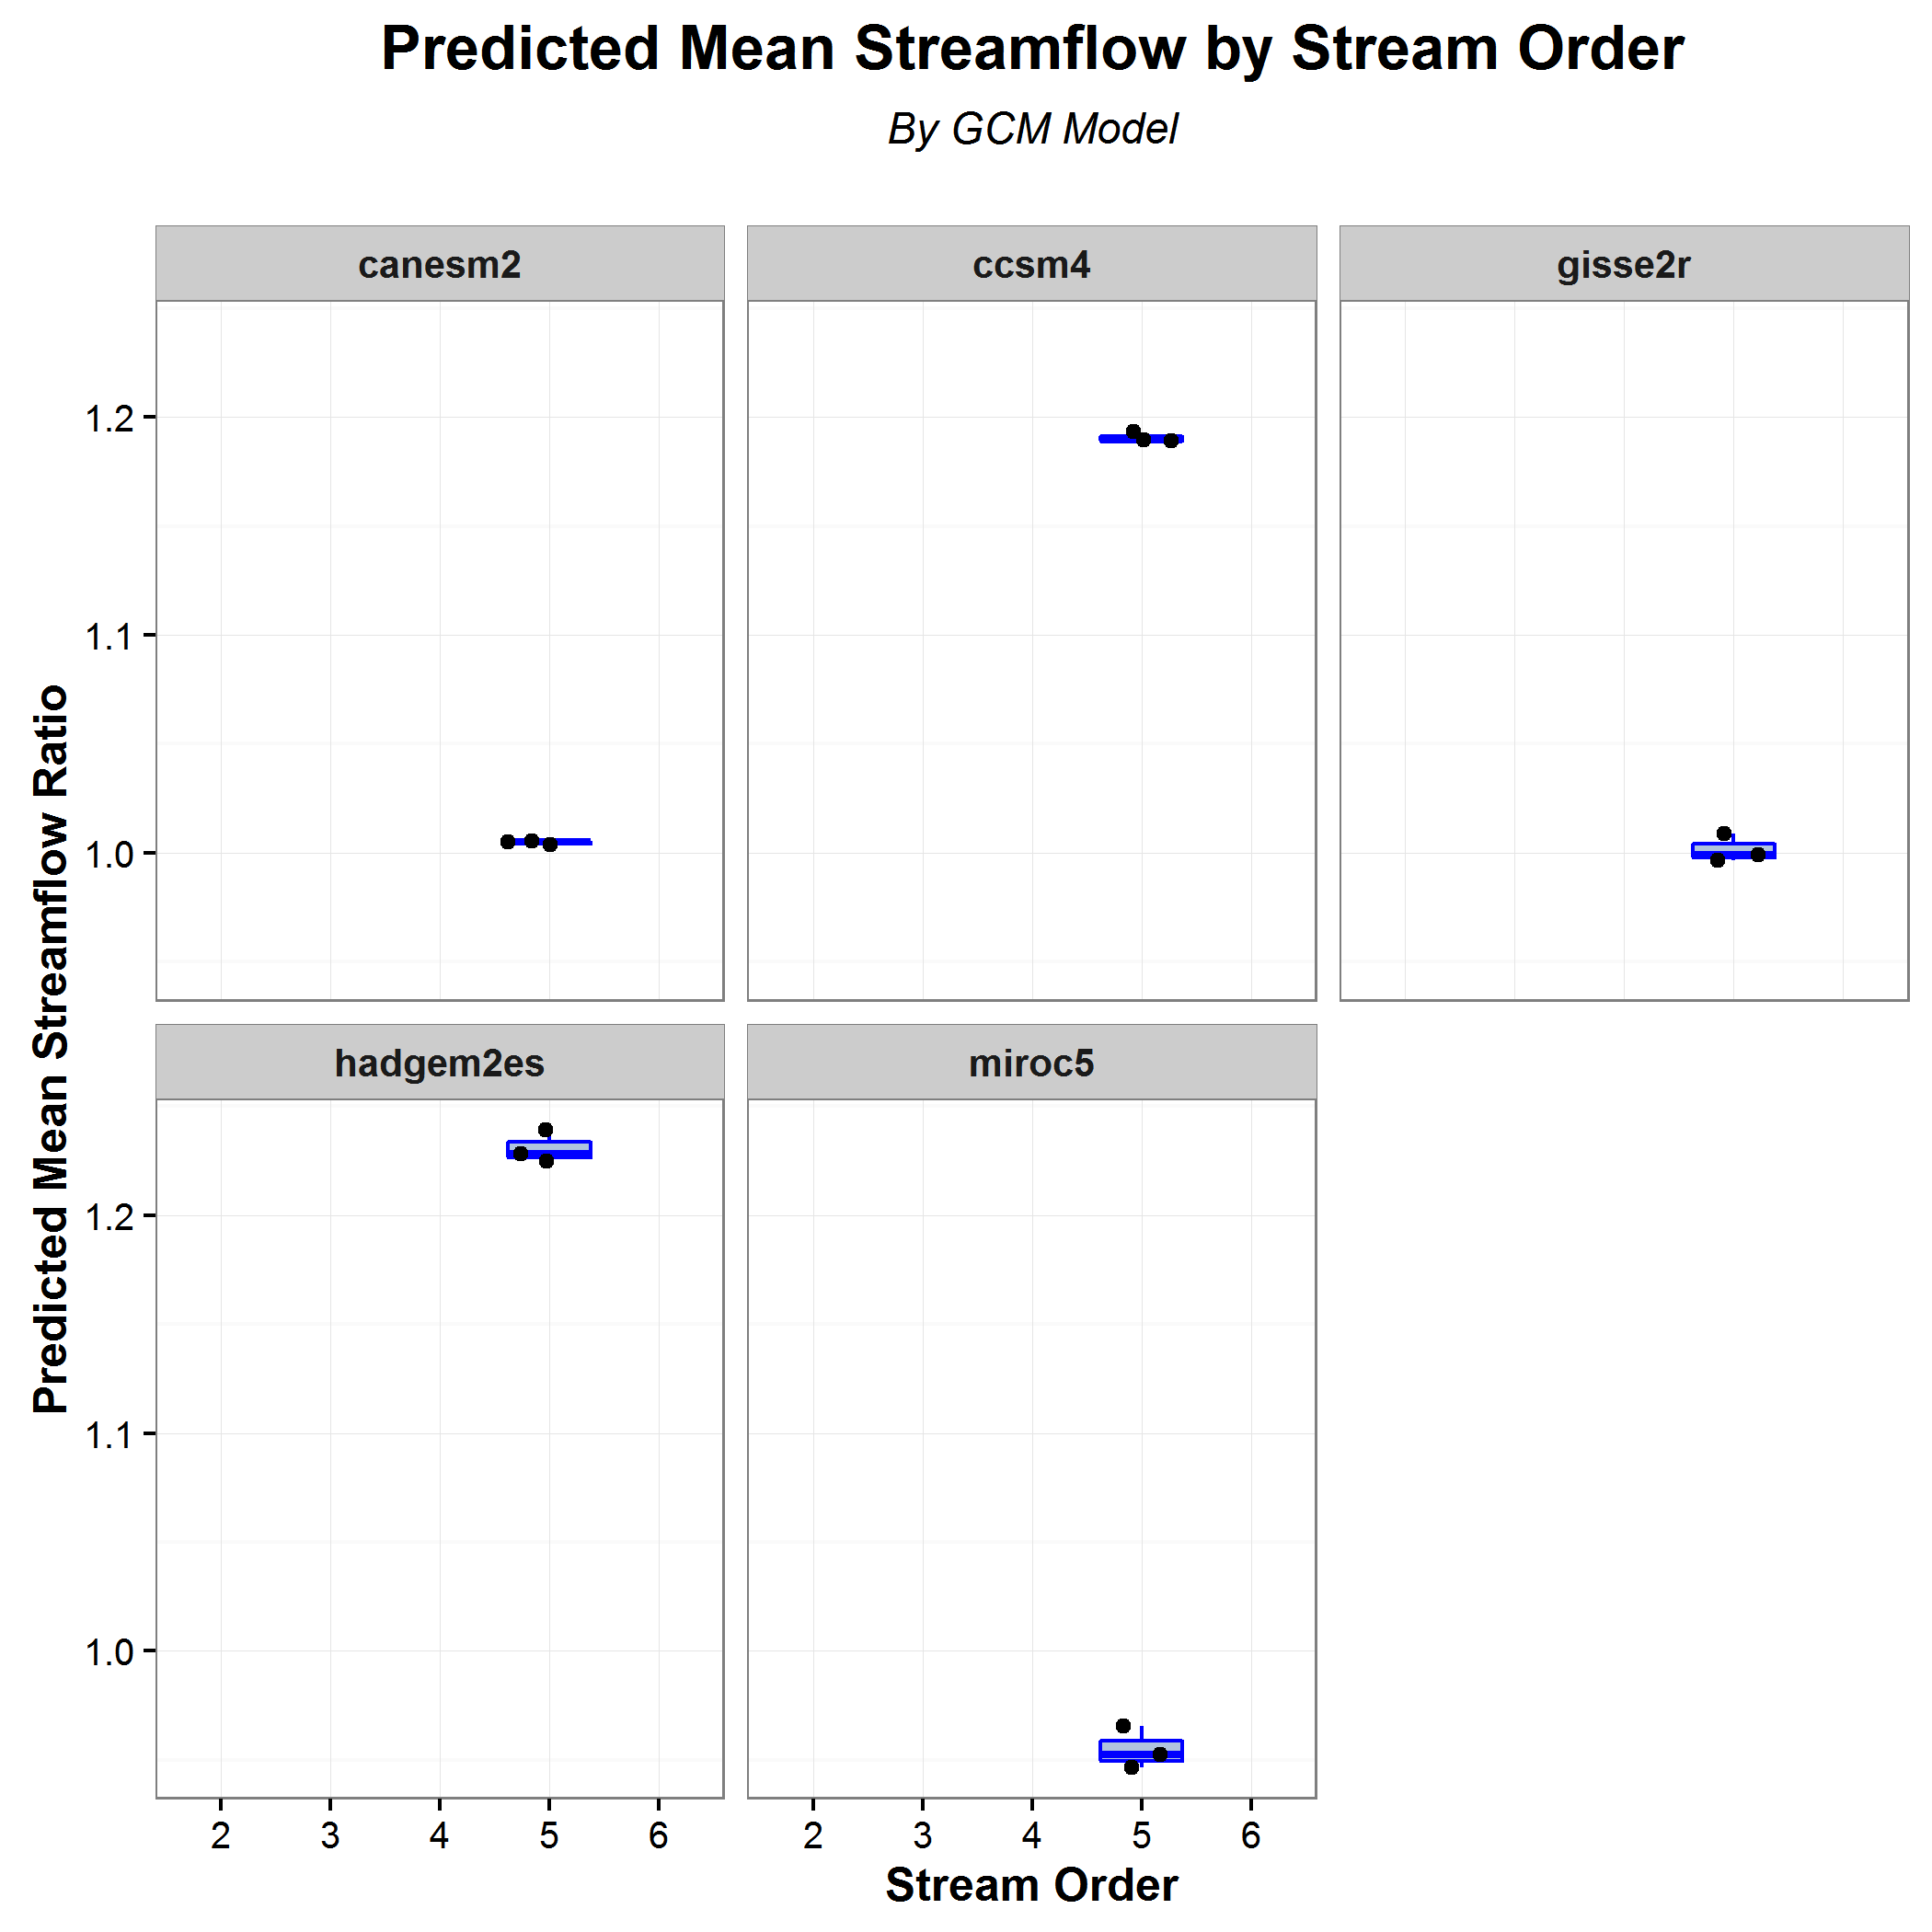 Predicted Mean Streamflow by Stream Order
By GCM Model
canesm2
ccsm4
gisse2r
1.2
1.1
1.0
Predicted Mean Streamflow Ratio
hadgem2es
miroc5
1.2
1.1
1.0
2 3 4 5 6
2 3 4 5 6
Stream Order